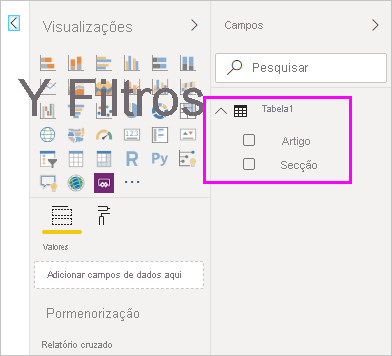 Visualizações
Campos
Pesquisar
Y Filtros
Tabela1
Artigo
Secção
R
Py
Valores
Adicionar campos de dados aqui
Pormenorização
Relatório cruzado